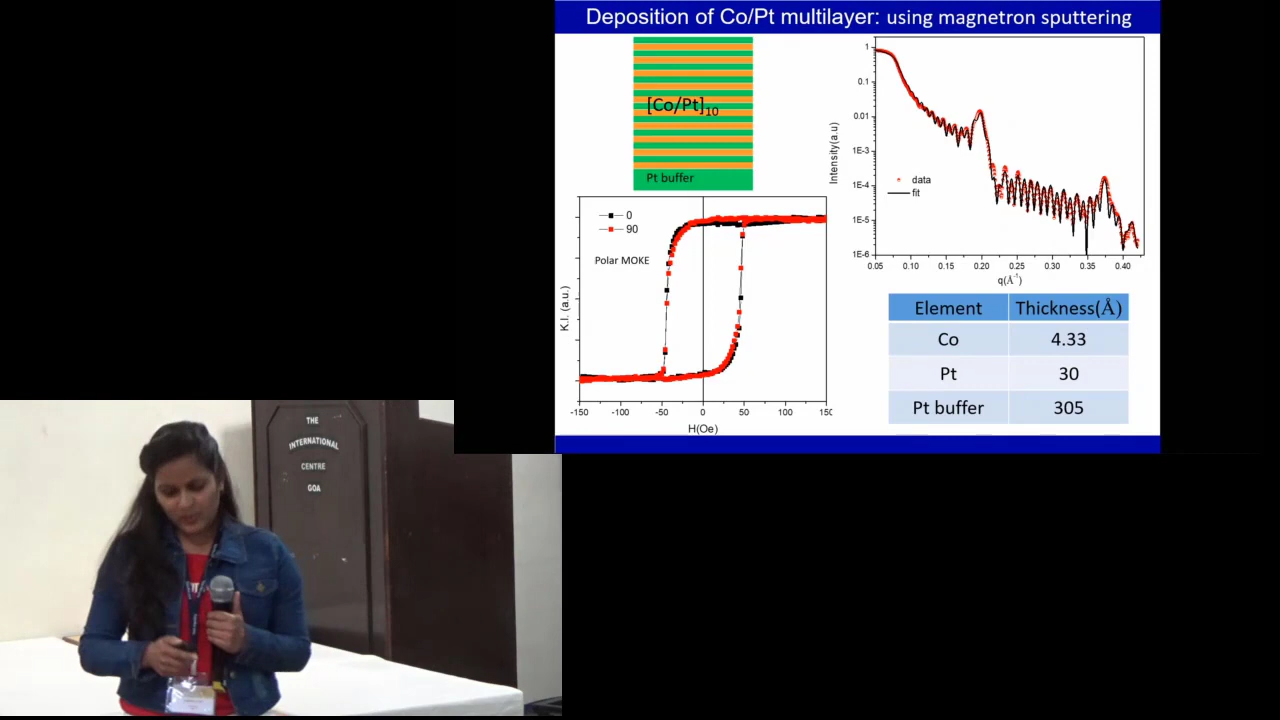 Deposition of Co/Pt multilayer: using magnetron sputtering
[Co/Pt]10
Pt buffer
0
90
Polar MOKE
K.I. (a.u.)
-150 -100 -50 0 50 100
H(Oe)
1
0.1
0.01
1E-3
1E-4
1E-5
1E-6
Intensity(a.u)
data
fit
0.05 0.10 0.15 0.20 0.25 0.30 0.35 0.40
q(Å-1)
Element Thickness(Å)
Co 4.33
Pt 30
Pt buffer 305
THE
INTERNATIONAL
CENTRE
GOA